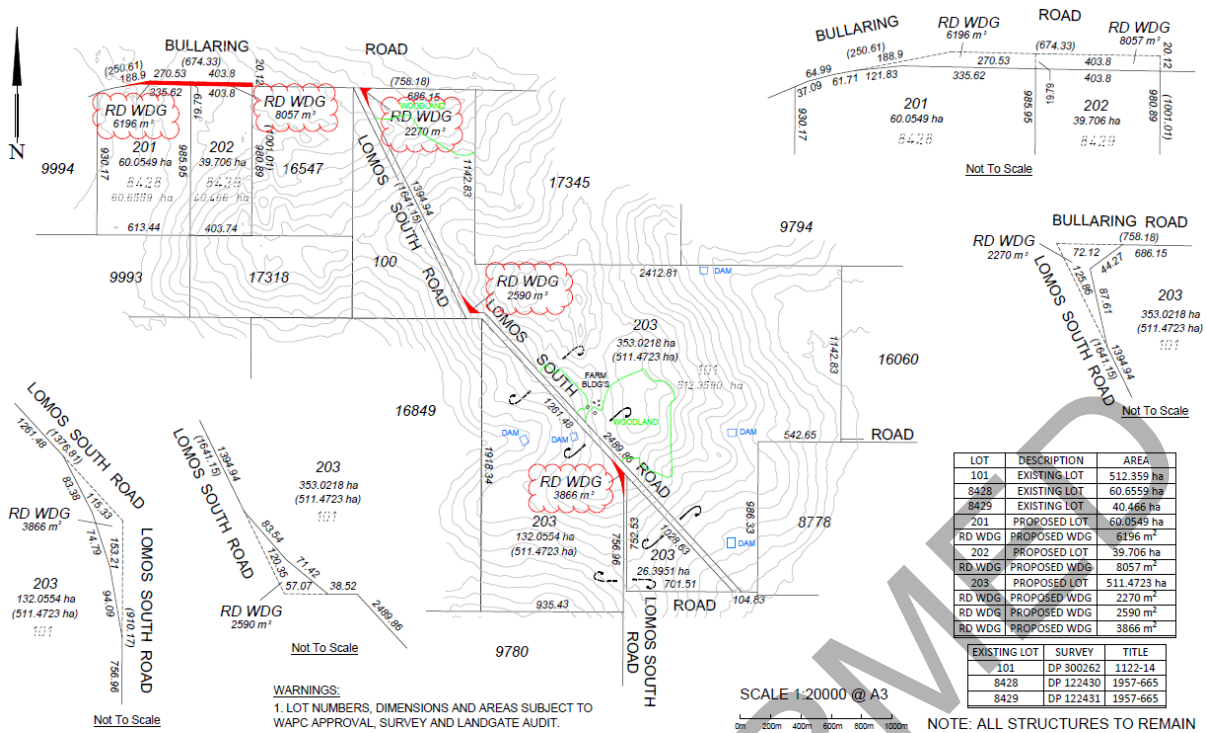 BULLARING ROAD
(674.33)
(250.61)
188.9
270.53
403.8
20.12
335.62
403.8
19.79
RD WDG
6196 m²
RD WDG
8057 m²
(758.18)
686.15
WOODLAND
RD WDG
2270 m²
N
9994
201
60.0549 ha
8428
60.6559 ha
930.17
985.95
202
39.706 ha
8429
40.466 ha
980.89
(1001.01)
16547
613.44
403.74
9993
17318
100
LOMOS SOUTH ROAD
1394.94
(1641.15)
1142.83
17345
9794
RD WDG
2590 m²
2412.81
DAM
LOMOS SOUTH
203
353.0218 ha
(511.4723 ha)
101
512.3590 ha
FARM
BLDG'S
WOODLAND
1142.83
16060
16849
1261.48
2489.86
DAM
DAM
DAM
542.65
ROAD
1918.34
RD WDG
3866 m²
ROAD
986.33
8778
DAM
203
132.0554 ha
(511.4723 ha)
756.96
752.53
1028.63
203
26.3951 ha
701.51
935.43
ROAD
104.83
LOMOS SOUTH
ROAD
9780
BULLARING ROAD
RD WDG
6196 m²
RD WDG
8057 m²
(250.61)
188.9
(674.33)
20.12
64.99
270.53
403.8
37.09
61.71
121.83
335.62
403.8
19.79
930.17
201
60.0549 ha
8428
985.95
202
39.706 ha
8429
980.89
(1001.01)
Not To Scale
BULLARING ROAD
(758.18)
RD WDG
2270 m²
72.12
44.27
686.15
125.86
87.61
LOMOS SOUTH ROAD
(1641.15)
1394.94
203
353.0218 ha
(511.4723 ha)
101
Not To Scale
LOMOS SOUTH ROAD
1261.48
(1376.81)
83.38
115.33
RD WDG
3866 m²
74.79
153.21
94.09
203
132.0554 ha
(511.4723 ha)
101
LOMOS SOUTH ROAD
(910.17)
756.96
Not To Scale
LOMOS SOUTH ROAD
(1641.15)
1394.94
203
353.0218 ha
(511.4723 ha)
101
83.54
120.35
71.42
57.07
38.52
2489.86
RD WDG
2590 m²
Not To Scale
WARNINGS:
1. LOT NUMBERS, DIMENSIONS AND AREAS SUBJECT TO
WAPC APPROVAL, SURVEY AND LANDGATE AUDIT.
LOT DESCRIPTION AREA
101 EXISTING LOT 512.359 ha
8428 EXISTING LOT 60.6559 ha
8429 EXISTING LOT 40.466 ha
201 PROPOSED LOT 60.0549 ha
RD WDG PROPOSED WDG 6196 m²
202 PROPOSED LOT 39.706 ha
RD WDG PROPOSED WDG 8057 m²
203 PROPOSED LOT 511.4723 ha
RD WDG PROPOSED WDG 2270 m²
RD WDG PROPOSED WDG 2590 m²
RD WDG PROPOSED WDG 3866 m²
EXISTING LOT SURVEY TITLE
101 DP 300262 1122-14
8428 DP 122430 1957-665
8429 DP 122431 1957-665
SCALE 1:20000 @ A3
0m 200m 400m 600m 800m 1000m
NOTE: ALL STRUCTURES TO REMAIN